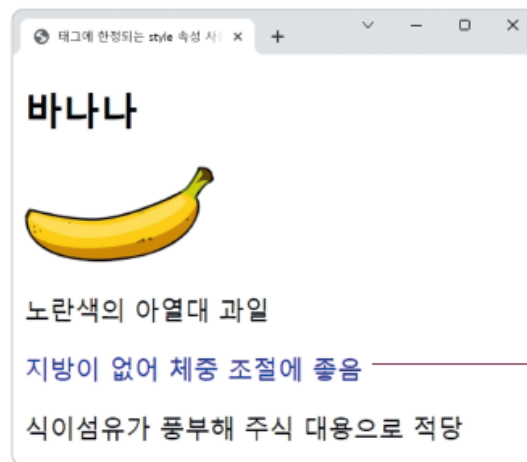 태그에 한정되는 style 속성 사
바나나
노란색의 아열대 과일
지방이 없어 체중 조절에 좋음
식이섬유가 풍부해 주식 대용으로 적당